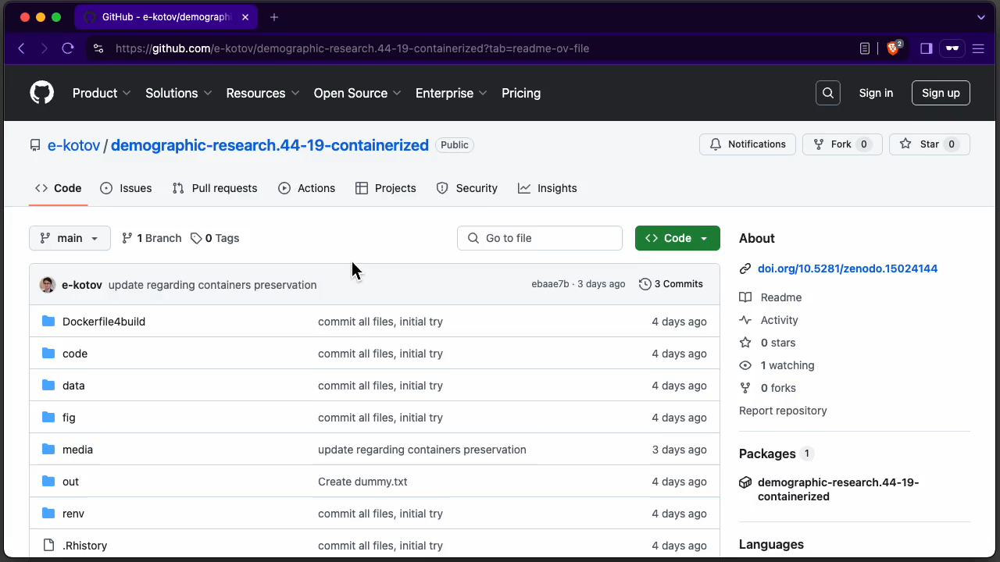 GitHub - e-kotov/demographi
https://github.com/e-kotov/demographic-research.44-19-containerized?tab=readme-ov-file
2
Product
Solutions
Resources
Open Source
Enterprise
Pricing
Sign in
Sign up
e-kotov / demographic-research.44-19-containerized
Public
Notifications
Fork 0
Star 0
Code
Issues
Pull requests
Actions
Projects
Security
Insights
main
1 Branch
0 Tags
Go to file
Code
e-kotov update regarding containers preservation
ebaae7b · 3 days ago
3 Commits
Dockerfile4build commit all files, initial try 4 days ago
code commit all files, initial try 4 days ago
data commit all files, initial try 4 days ago
fig commit all files, initial try 4 days ago
media update regarding containers preservation 3 days ago
out Create dummy.txt 4 days ago
renv commit all files, initial try 4 days ago
.Rhistory commit all files, initial try 4 days ago
About
doi.org/10.5281/zenodo.15024144
Readme
Activity
0 stars
1 watching
0 forks
Report repository
Packages 1
demographic-research.44-19-
containerized
Languages